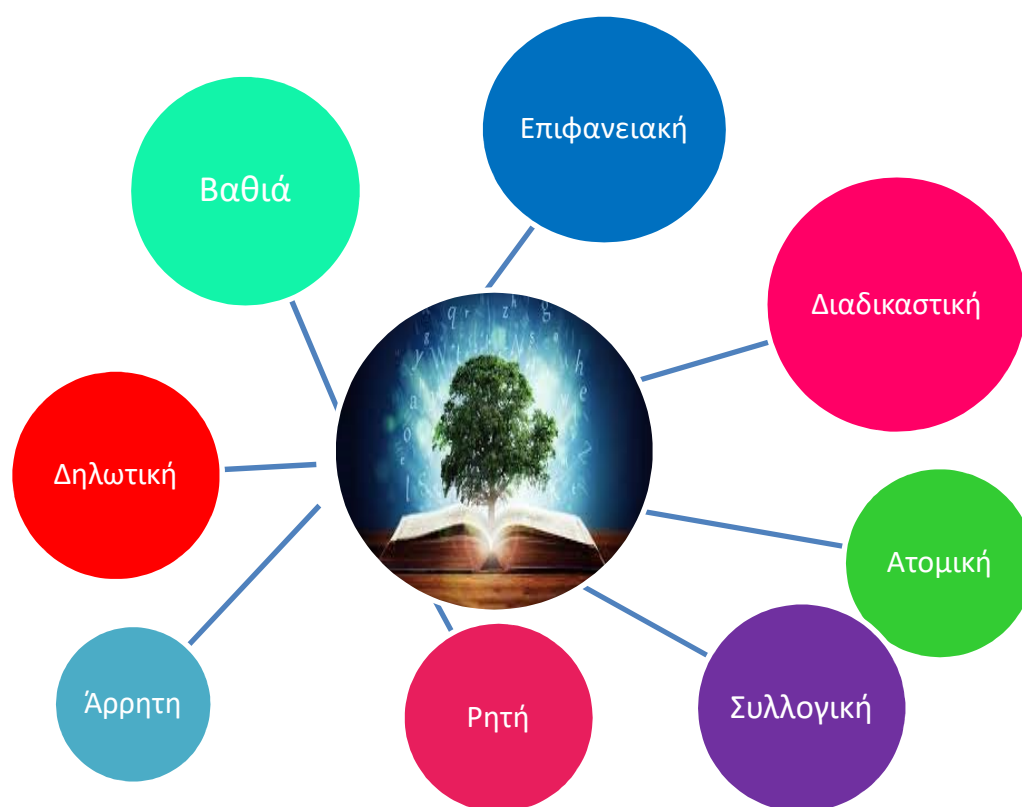 Επιφανειακή
Βαθιά
Διαδικαστική
Δηλωτική
Ατομική
Άρρητη
Ρητή
Συλλογική